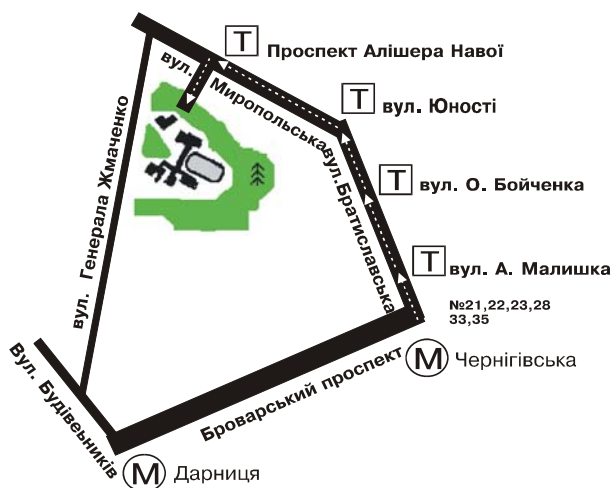 Т Проспект Алішера Навої
вул. Миропольська
Т вул. Юності
вул. Генерала Жмаченко
вул.Братиславська
Т вул. О. Бойченка
Т вул. А. Малишка
№21,22,23,28
33,35
М Чернігівська
Броварський проспект
Вул. Будівеьників
М Дарниця